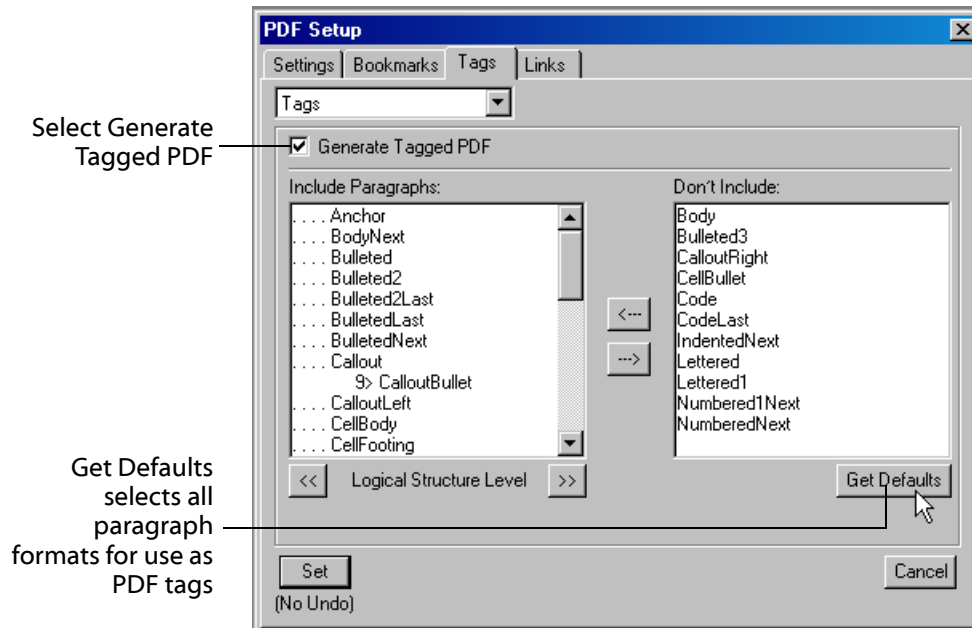 PDF Setup
Settings Bookmarks Tags Links
Tags
Select Generate
Tagged PDF
Generate Tagged PDF
Include Paragraphs:
. . . . Anchor
. . . . BodyNext
. . . . Bulleted
. . . . Bulleted2
. . . . Bulleted2Last
. . . . BulletedLast
. . . . BulletedNext
. . . . Callout
9> CalloutBullet
. . . . CalloutLeft
. . . . CellBody
. . . . CellFooting
<---
--->
Don´t Include:
Body
Bulleted3
CalloutRight
CellBullet
Code
CodeLast
IndentedNext
Lettered
Lettered1
Numbered1Next
NumberedNext
<< Logical Structure Level >>
Get Defaults
Get Defaults
selects all
paragraph
formats for use as
PDF tags
Set
Cancel
(No Undo)